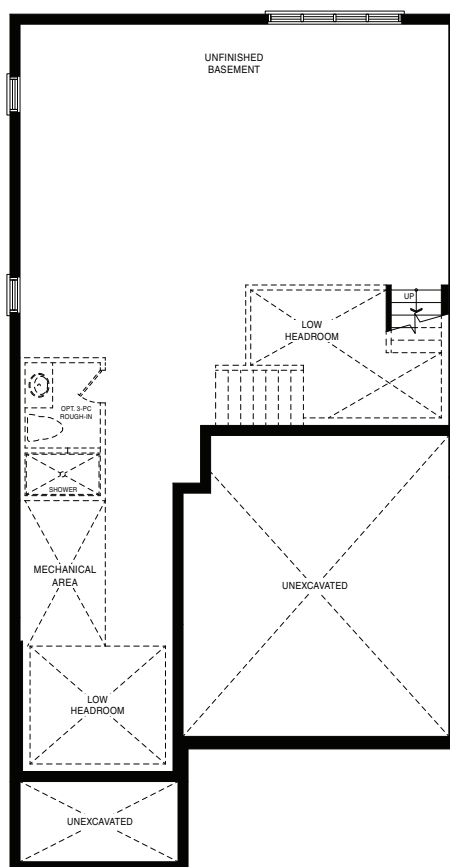 UNFINISHED
BASEMENT
UP
LOW
HEADROOM
OPT. 3-PC
ROUGH-IN
SHOWER
MECHANICAL
AREA
UNEXCAVATED
LOW
HEADROOM
UNEXCAVATED